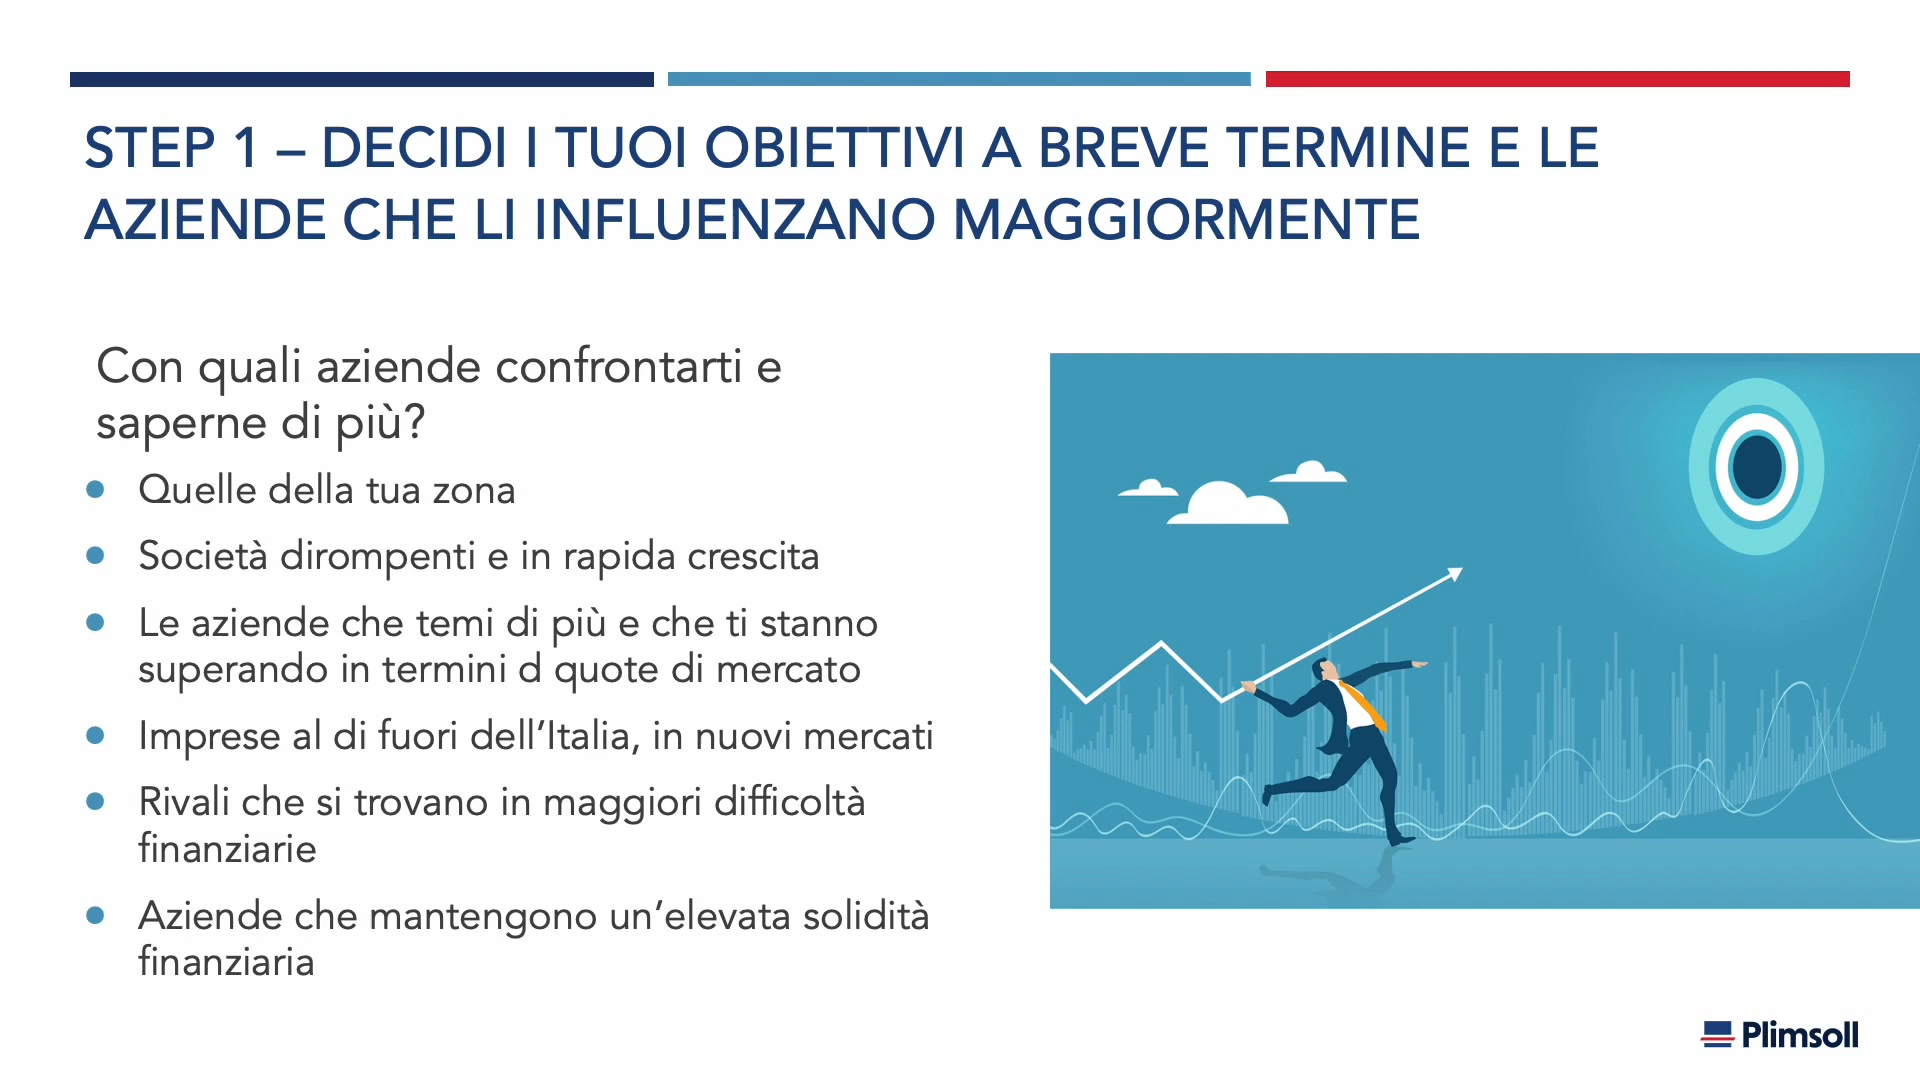 STEP 1 – DECIDI I TUOI OBIETTIVI A BREVE TERMINE E LE
AZIENDE CHE LI INFLUENZANO MAGGIORMENTE
Con quali aziende confrontarti e
saperne di più?
• Quelle della tua zona
• Società dirompenti e in rapida crescita
• Le aziende che temi di più e che ti stanno
superando in termini d quote di mercato
• Imprese al di fuori dell’Italia, in nuovi mercati
• Rivali che si trovano in maggiori difficoltà
finanziarie
• Aziende che mantengono un’elevata solidità
finanziaria
Plimsoll